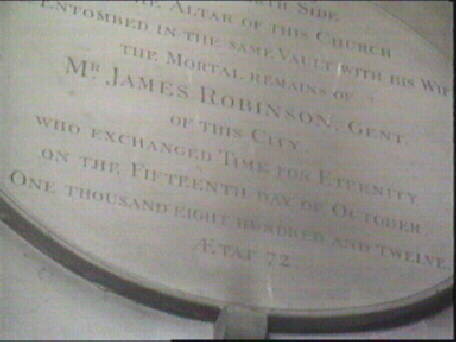 SIDE
ALTAR OF THIS CHURCH
ENTOMBED IN THE SAME VAULT WITH HIS WIFE
THE MORTAL REMAINS OF
MR JAMES ROBINSON, GENT.
OF THIS CITY
WHO EXCHANGED TIME FOR ETERNITY
ON THE FIFTEENTH DAY OF OCTOBER
ONE THOUSAND EIGHT HUNDRED AND TWELVE.
ÆTAT 72